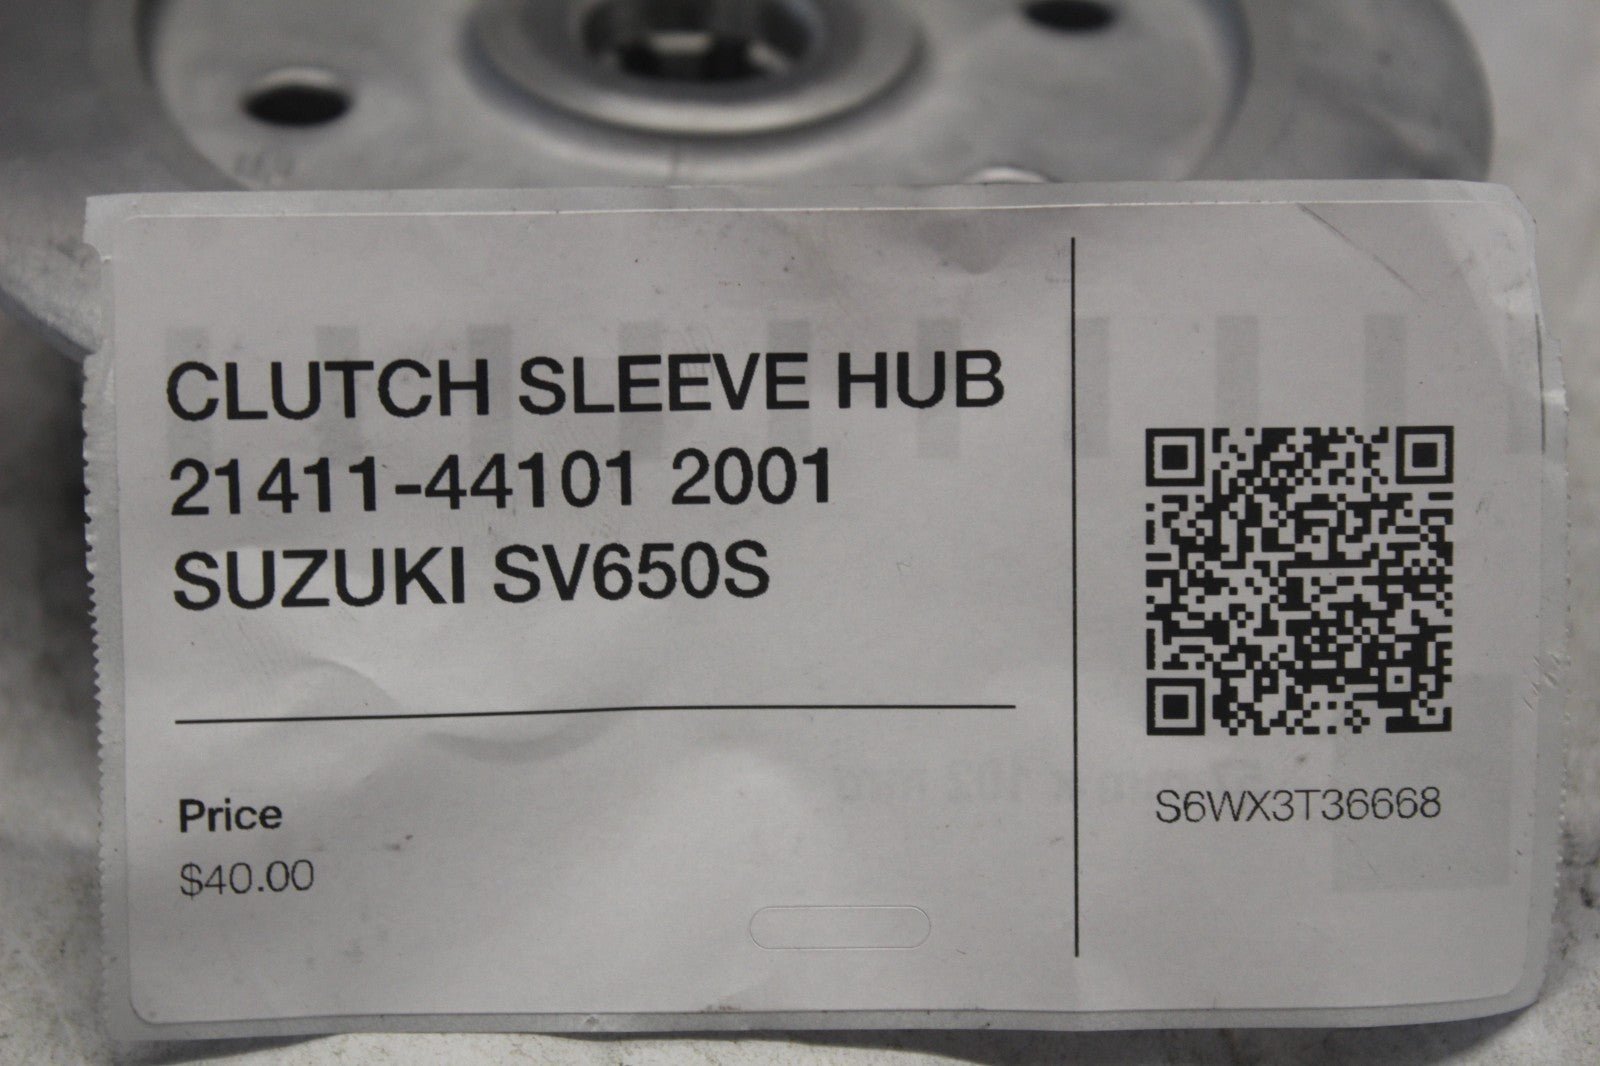 CLUTCH SLEEVE HUB
21411-44101 2001
SUZUKI SV650S
Price
$40.00
S6WX3T36668